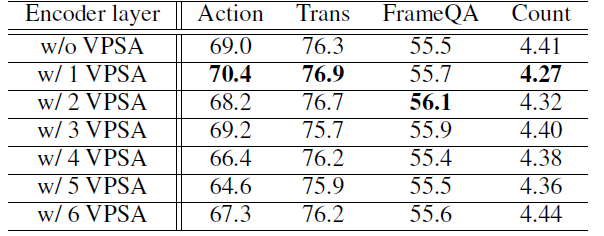 Encoder layer Action Trans FrameQA Count
w/o VPSA 69.0 76.3 55.5 4.41
w/ 1 VPSA 70.4 76.9 55.7 4.27
w/ 2 VPSA 68.2 76.7 56.1 4.32
w/ 3 VPSA 69.2 75.7 55.9 4.40
w/ 4 VPSA 66.4 76.2 55.4 4.38
w/ 5 VPSA 64.6 75.9 55.5 4.36
w/ 6 VPSA 67.3 76.2 55.6 4.44